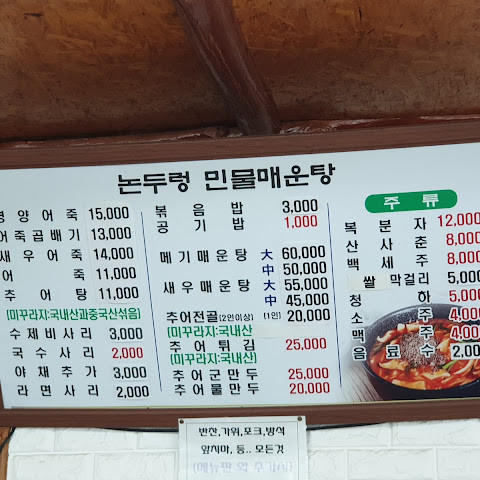 논두렁 민물매운탕
영양어죽 15,000
어죽곱배기 13,000
새우어죽 14,000
어죽 11,000
추어탕 11,000
(미꾸라지:국내산과중국산섞음)
수제비사리 3,000
국수사리 2,000
야채추가 3,000
라면사리 2,000
볶음밥 3,000
공기밥 1,000
메기매운탕 大 60,000
中 50,000
새우매운탕 大 55,000
中 45,000
추어전골(2인이상) (1인) 20,000
(미꾸라지:국내산)
추어튀김 25,000
(미꾸라지:국내산)
추어군만두 25,000
추어물만두 20,000
주류
복분자 12,000
산사춘 8,000
백세주 8,000
쌀막걸리 5,000
청하 5,000
소주 4,000
맥주 4,000
음료수 2,000
반찬,가위,포크,방석
앞치마, 등.. 모든것